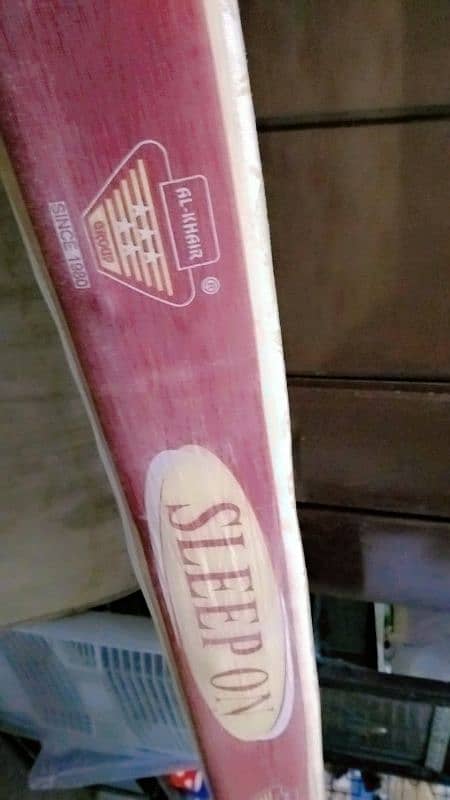 AL-KHAIR
GROUP
SINCE 1980
SLEEP ON